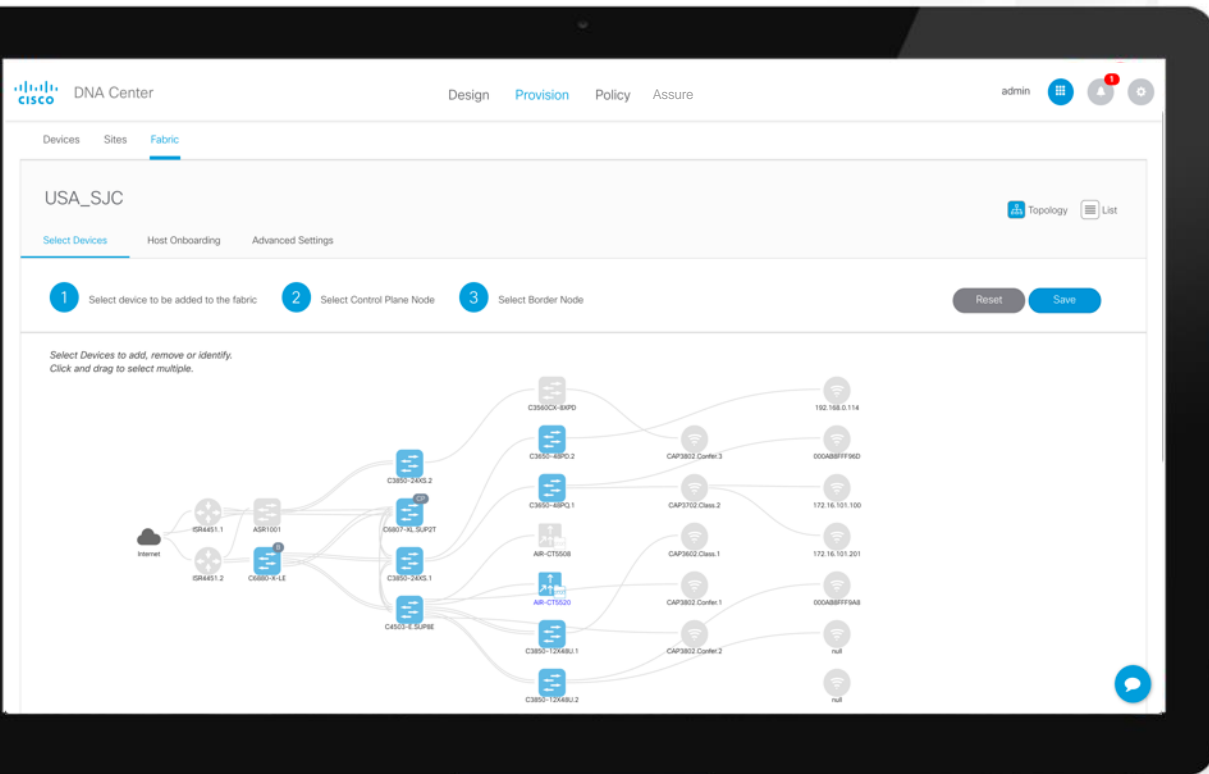 CISCO DNA Center
Design Provision Policy Assure
admin 1
Devices Sites Fabric
USA_SJC
Topology List
Select Devices Host Onboarding Advanced Settings
1 Select device to be added to the fabric 2 Select Control Plane Node 3 Select Border Node
Reset Save
Select Devices to add, remove or identify.
Click and drag to select multiple.
C3560CX-8XPD
192.168.0.114
C3650-48PD.2
CAP3802.Confer.3
000AB8FFF96D
C3850-24XS.2
CP
C3650-48PQ.1
CAP3702.Class.2
172.16.101.100
ISR4451.1
ASR1001
C6807-XL.SUP2T
Internet
B
AIR-CT5508
CAP3602.Class.1
172.16.101.201
ISR4451.2
C6880-X-LE
C3850-24XS.1
AIR-CT5520
CAP3802.Confer.1
000AB8FFF9A8
C4503-E.SUP8E
C3850-12X48U.1
CAP3802.Confer.2
null
C3850-12X48U.2
null